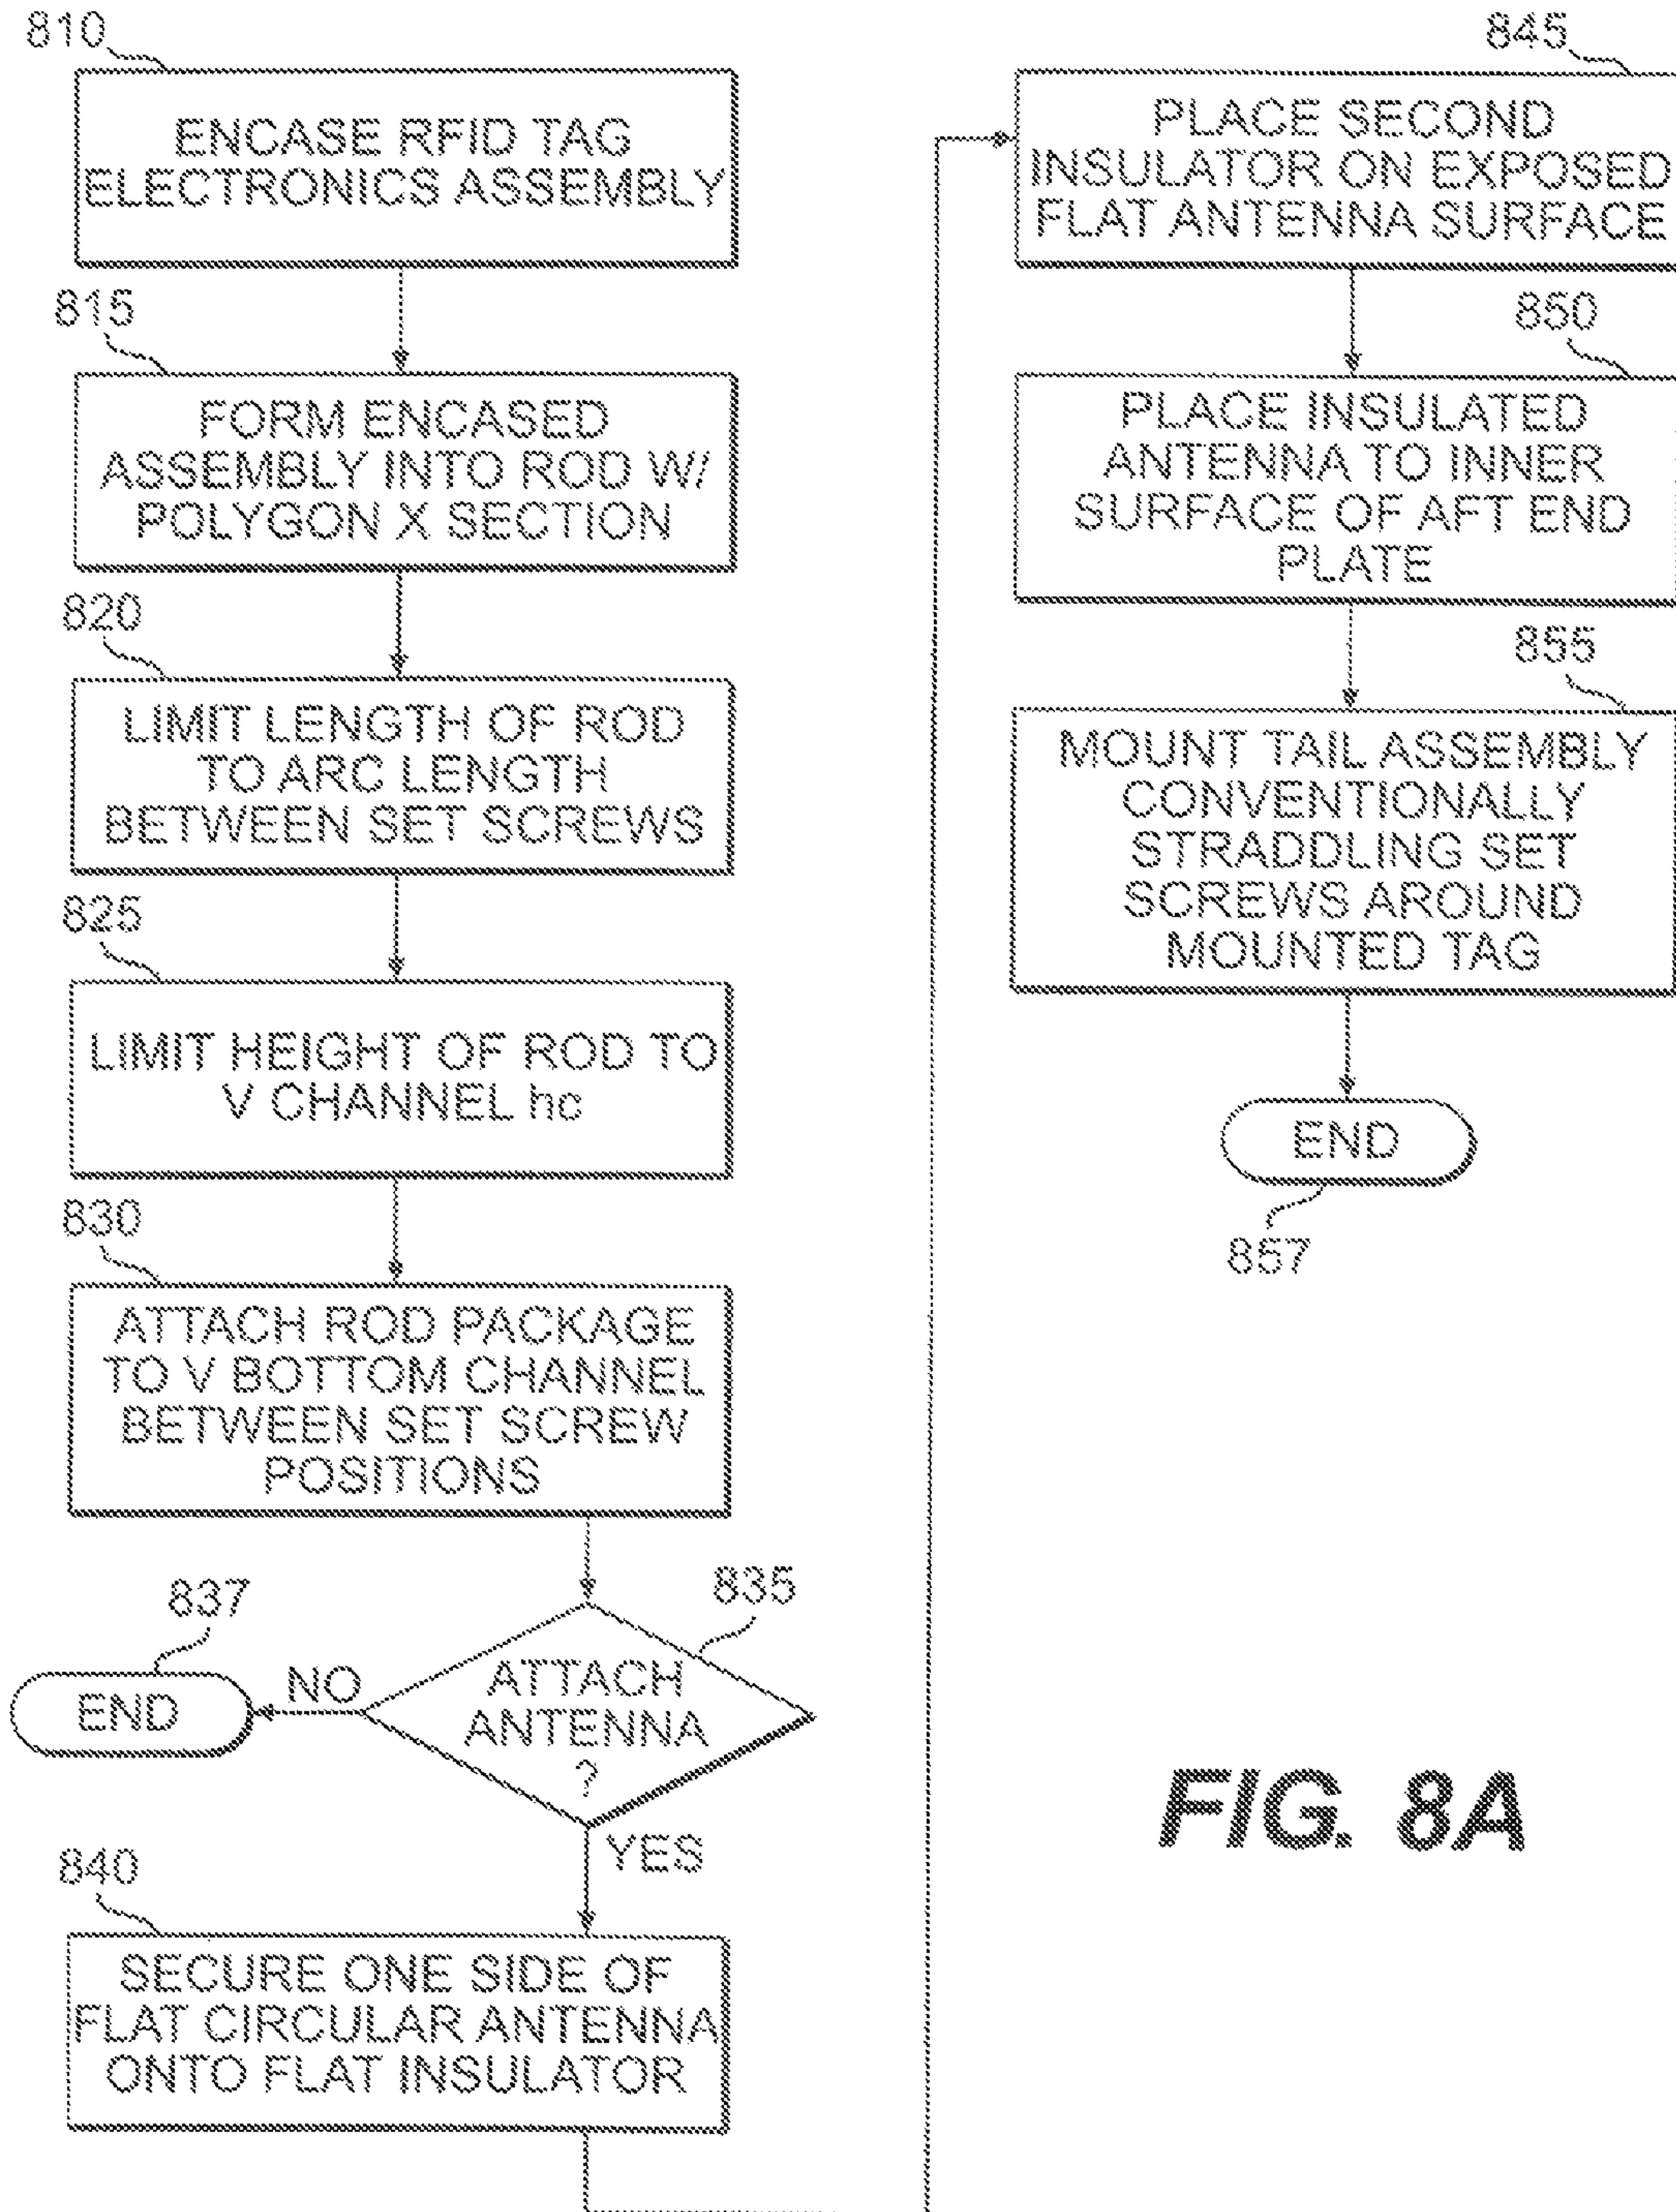 810
ENCASE RFID TAG
ELECTRONICS ASSEMBLY
815
FORM ENCASED
ASSEMBLY INTO ROD W/
POLYGON X SECTION
820
LIMIT LENGTH OF ROD
TO ARC LENGTH
BETWEEN SET SCREWS
825
LIMIT HEIGHT OF ROD TO
V CHANNEL hc
830
ATTACH ROD PACKAGE
TO V BOTTOM CHANNEL
BETWEEN SET SCREW
POSITIONS
835
ATTACH
ANTENNA
?
NO
837
END
YES
840
SECURE ONE SIDE OF
FLAT CIRCULAR ANTENNA
ONTO FLAT INSULATOR
845
PLACE SECOND
INSULATOR ON EXPOSED
FLAT ANTENNA SURFACE
850
PLACE INSULATED
ANTENNA TO INNER
SURFACE OF AFT END
PLATE
855
MOUNT TAIL ASSEMBLY
CONVENTIONALLY
STRADDLING SET
SCREWS AROUND
MOUNTED TAG
END
857
FIG. 8A